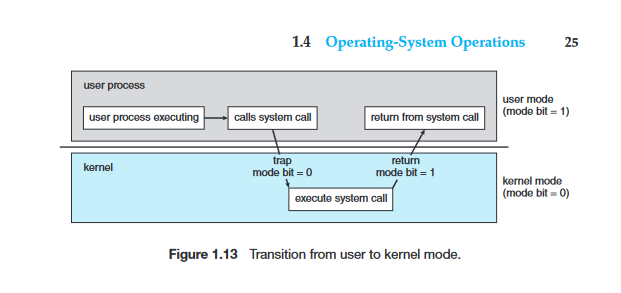 1.4 Operating-System Operations 25
user process
user process executing
calls system call
return from system call
user mode
(mode bit = 1)
kernel
trap
mode bit = 0
return
mode bit = 1
execute system call
kernel mode
(mode bit = 0)
Figure 1.13 Transition from user to kernel mode.